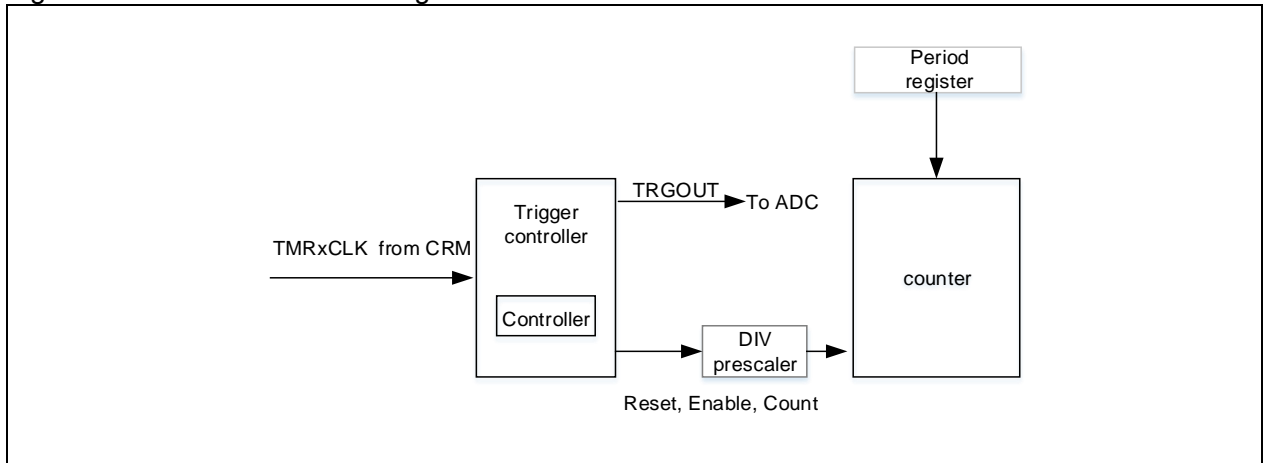 Period
register
TRGOUT
To ADC
Trigger
controller
TMRxCLK from CRM
counter
Controller
DIV
prescaler
Reset, Enable, Count